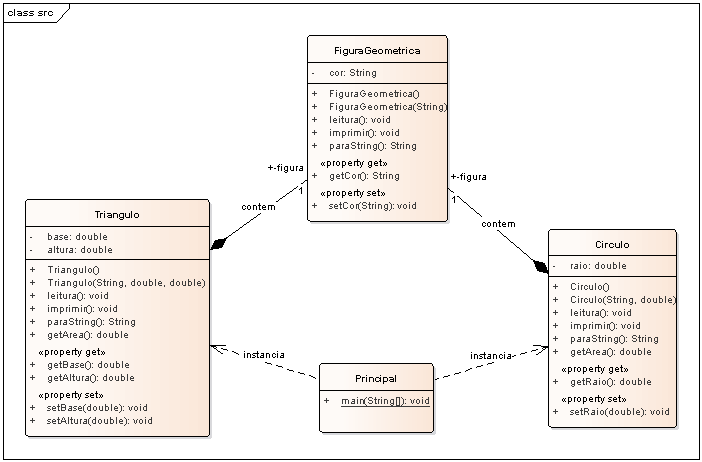 class src
FiguraGeometrica
- cor: String
+ FiguraGeometrica()
+ FiguraGeometrica(String)
+ leitura(): void
+ imprimir(): void
+ paraString(): String
«property get»
+ getCor(): String
«property set»
+ setCor(String): void
+-figura
1
contem
+-figura
1
contem
Triangulo
- base: double
- altura: double
+ Triangulo()
+ Triangulo(String, double, double)
+ leitura(): void
+ imprimir(): void
+ paraString(): String
+ getArea(): double
«property get»
+ getBase(): double
+ getAltura(): double
«property set»
+ setBase(double): void
+ setAltura(double): void
Circulo
- raio: double
+ Circulo()
+ Circulo(String, double)
+ leitura(): void
+ imprimir(): void
+ paraString(): String
+ getArea(): double
«property get»
+ getRaio(): double
«property set»
+ setRaio(double): void
instancia
instancia
Principal
+ main(String[]): void